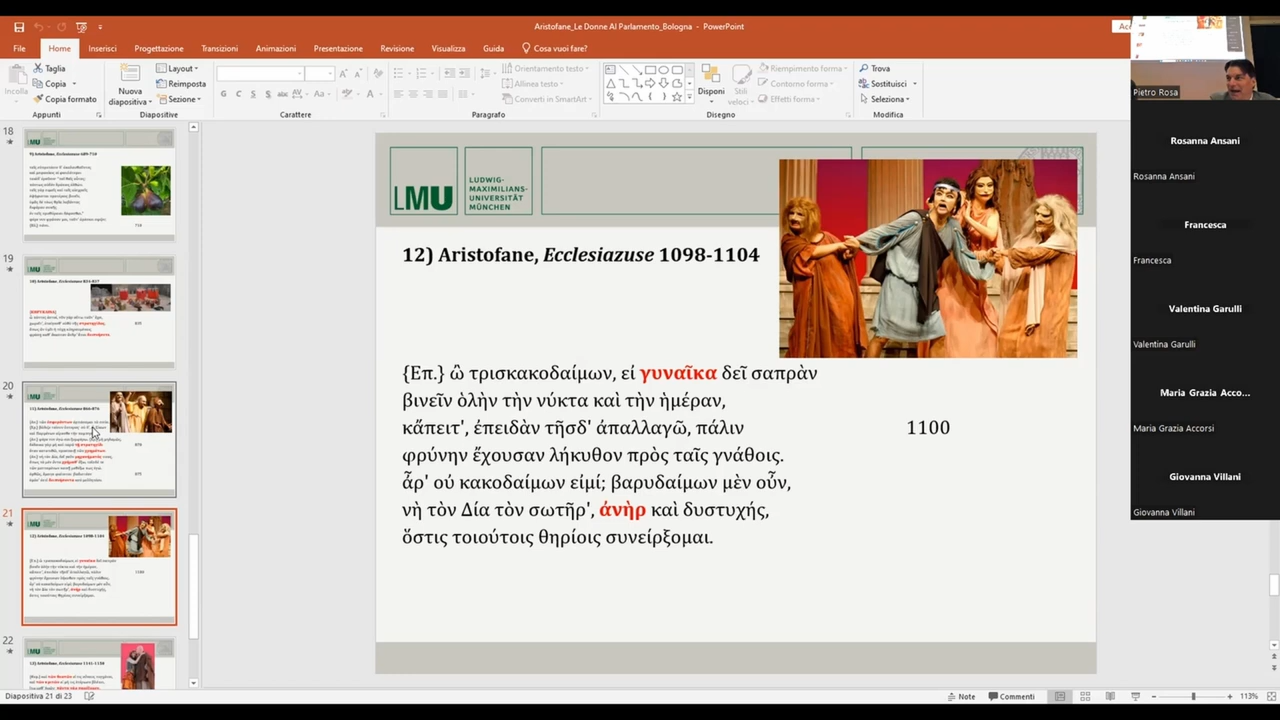 Aristofane_Le Donne Al Parlamento_Bologna - PowerPoint
File Home Inserisci Progettazione Transizioni Animazioni Presentazione Revisione Visualizza Guida Cosa vuoi fare?
Taglia
Copia
Copia formato
Incolla
Nuova diapositiva
Layout
Reimposta
Sezione
Orientamento testo
Allinea testo
Converti in SmartArt
Disponi
Stili veloci
Riempimento forma
Contorno forma
Effetti forma
Trova
Sostituisci
Seleziona
Appunti Diapositive Carattere Paragrafo Disegno Modifica
18
19
20
21
22
LMU
LUDWIG-
MAXIMILIANS-
UNIVERSITÄT
MÜNCHEN
12) Aristofane, Ecclesiazuse 1098-1104
{Επ.} ὢ τρισκακοδαίμων, εἰ γυναῖκα δεῖ σαπρὰν
βινεῖν ὅλην τὴν νύκτα καὶ τὴν ἡμέραν,
κἄπειτ', ἐπειδὰν τῆσδ' ἀπαλλαγῶ, πάλιν 1100
φρύνην ἔχουσαν λήκυθον πρὸς ταῖς γνάθοις.
ἆρ' οὐ κακοδαίμων εἰμί; βαρυδαίμων μὲν οὖν,
νὴ τὸν Δία τὸν σωτῆρ', ἀνὴρ καὶ δυστυχής,
ὅστις τοιούτοις θηρίοις συνείρξομαι.
Pietro Rosa
Rosanna Ansani
Rosanna Ansani
Francesca
Francesca
Valentina Garulli
Valentina Garulli
Maria Grazia Acco...
Maria Grazia Accorsi
Giovanna Villani
Giovanna Villani
Diapositiva 21 di 23
Note
Commenti
113%